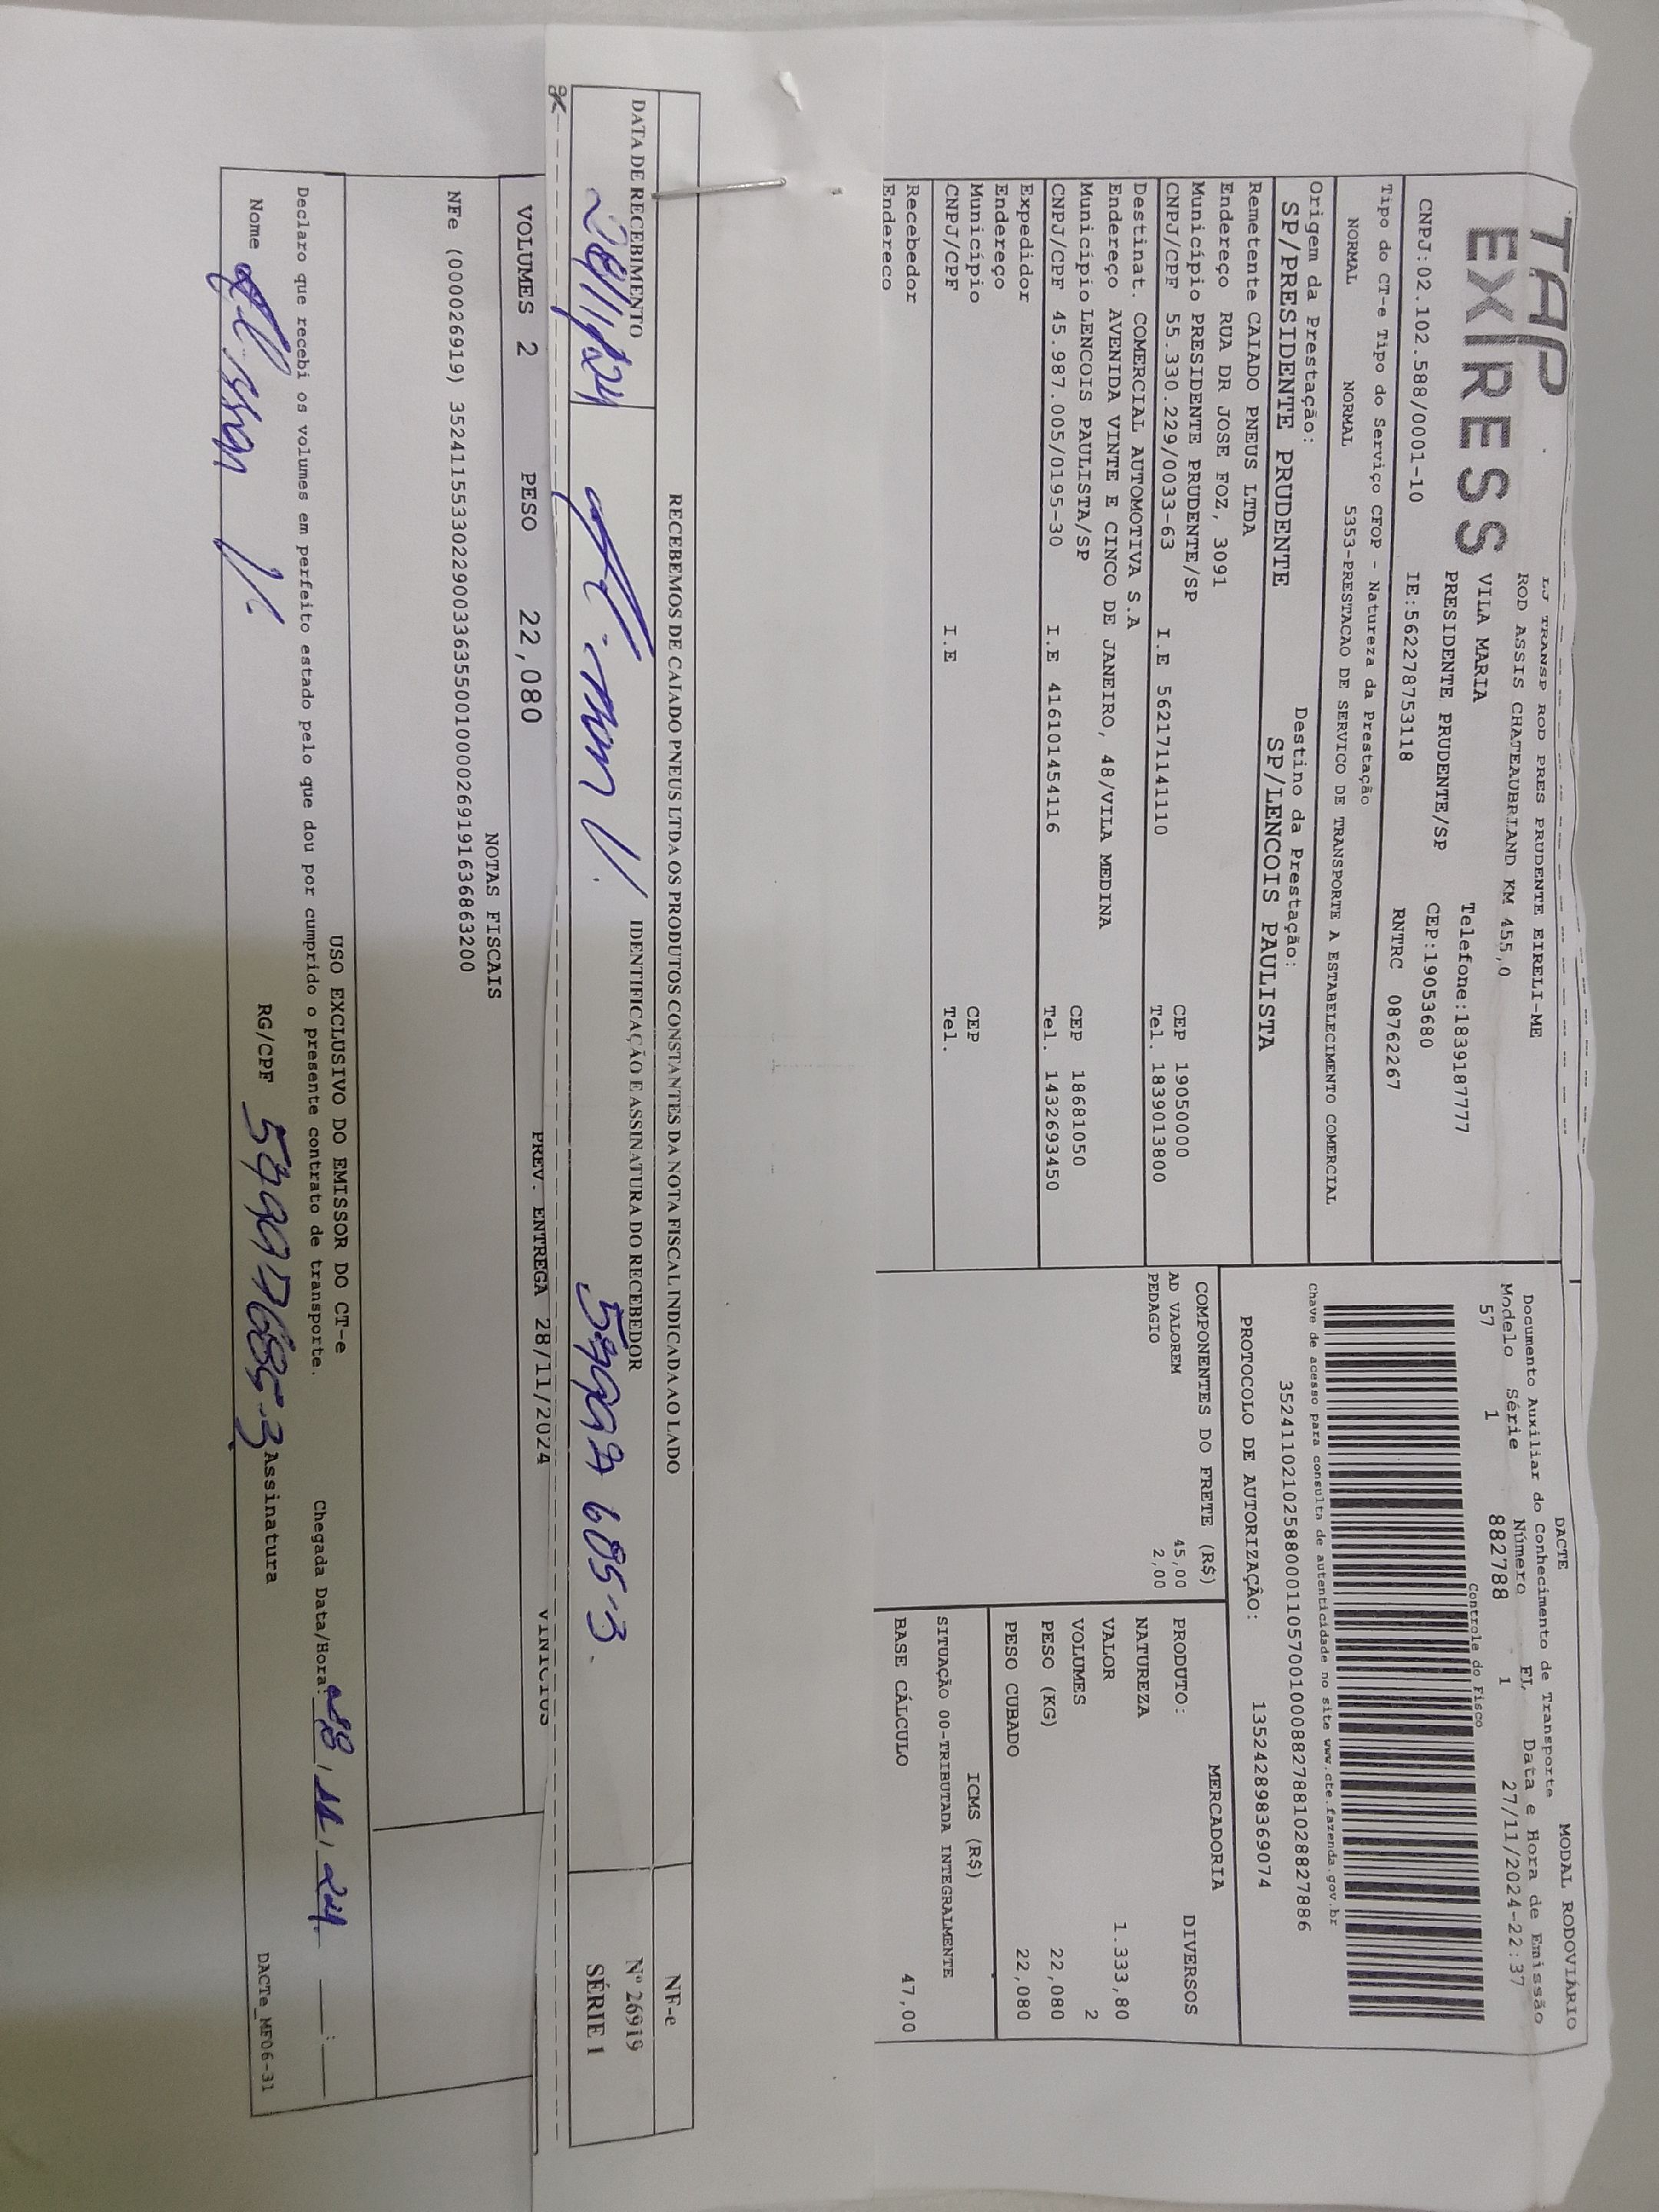 TAP
EXPRESS
LJ TRANSP ROD PRES PRUDENTE EIRELI-ME
ROD ASSIS CHATEAUBRIAND KM 455,0
VILA MARIA Telefone:1839187777
PRESIDENTE PRUDENTE/SP CEP:19053680
CNPJ:02.102.588/0001-10 IE:562278753118 RNTRC 08762267
DACTE MODAL RODOVIÁRIO
Documento Auxiliar do Conhecimento de Transporte
Modelo Série Número FL Data e Hora de Emissão
57 1 882788 1 27/11/2024-22:37
Controle do Fisco
Chave de acesso para consulta de autenticidade no site www.cte.fazenda.gov.br
35241102102588000110570010008827881028827886
PROTOCOLO DE AUTORIZAÇÃO: 135242898369074
Tipo do CT-e Tipo do Serviço CFOP - Natureza da Prestação
NORMAL NORMAL 5353-PRESTACAO DE SERVICO DE TRANSPORTE A ESTABELECIMENTO COMERCIAL
Origem da Prestação: Destino da Prestação:
SP/PRESIDENTE PRUDENTE SP/LENCOIS PAULISTA
Remetente CAIADO PNEUS LTDA
Endereço RUA DR JOSE FOZ, 3091
Município PRESIDENTE PRUDENTE/SP CEP 19050000
CNPJ/CPF 55.330.229/0033-63 I.E 562171141110 Tel. 1839013800
Destinat. COMERCIAL AUTOMOTIVA S.A
Endereço AVENIDA VINTE E CINCO DE JANEIRO, 48/VILA MEDINA
Município LENCOIS PAULISTA/SP CEP 18681050
CNPJ/CPF 45.987.005/0195-30 I.E 416101454116 Tel. 1432693450
Expedidor
Endereço
Município CEP
CNPJ/CPF I.E Tel.
Recebedor
Endereco
COMPONENTES DO FRETE (R$)
AD VALOREM 45,00
PEDAGIO 2,00
MERCADORIA
PRODUTO: DIVERSOS
NATUREZA
VALOR 1.333,80
VOLUMES 2
PESO (KG) 22,080
PESO CUBADO 22,080
ICMS (R$)
SITUAÇÃO 00-TRIBUTADA INTEGRALMENTE
BASE CÁLCULO 47,00
RECEBEMOS DE CAIADO PNEUS LTDA OS PRODUTOS CONSTANTES DA NOTA FISCAL INDICADA AO LADO
NF-e
DATA DE RECEBIMENTO IDENTIFICAÇÃO E ASSINATURA DO RECEBEDOR
Nº 26919
SÉRIE 1
28/11/24
VOLUMES 2 PESO 22,080 PREV. ENTREGA 28/11/2024 VINICIUS
NOTAS FISCAIS
NFe (000026919) 35241155330229003363550010000269191636863200
USO EXCLUSIVO DO EMISSOR DO CT-e
Declaro que recebi os volumes em perfeito estado pelo que dou por cumprido o presente contrato de transporte. Chegada Data/Hora: 28/11/24 __:__
Nome RG/CPF Assinatura
DACTe_MF06-31